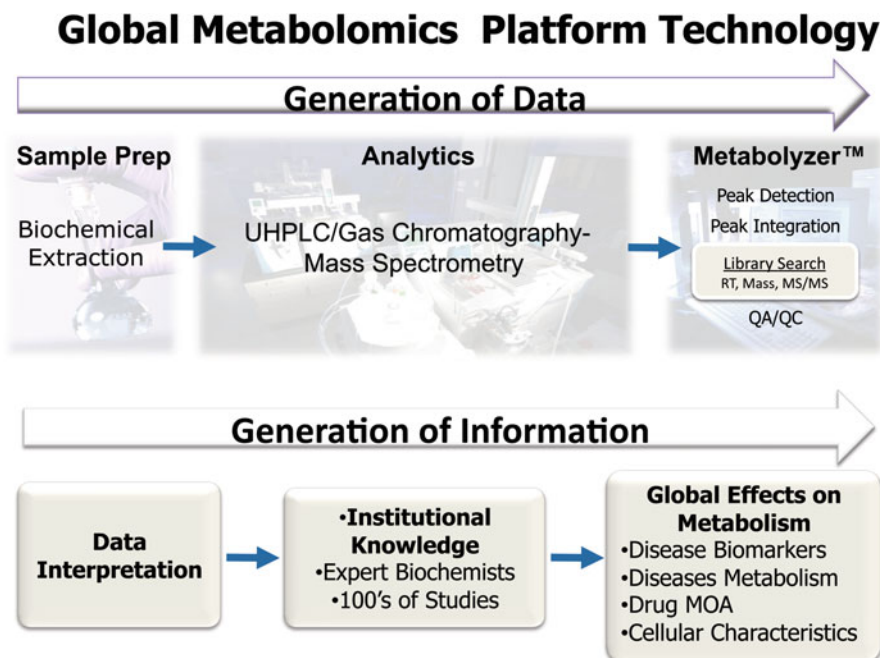 Global Metabolomics Platform Technology
Generation of Data
Sample Prep
Biochemical
Extraction
Analytics
UHPLC/Gas Chromatography-
Mass Spectrometry
Metabolyzer™
Peak Detection
Peak Integration
Library Search
RT, Mass, MS/MS
QA/QC
Generation of Information
Data
Interpretation
•Institutional
Knowledge
•Expert Biochemists
•100's of Studies
Global Effects on
Metabolism
•Disease Biomarkers
•Diseases Metabolism
•Drug MOA
•Cellular Characteristics